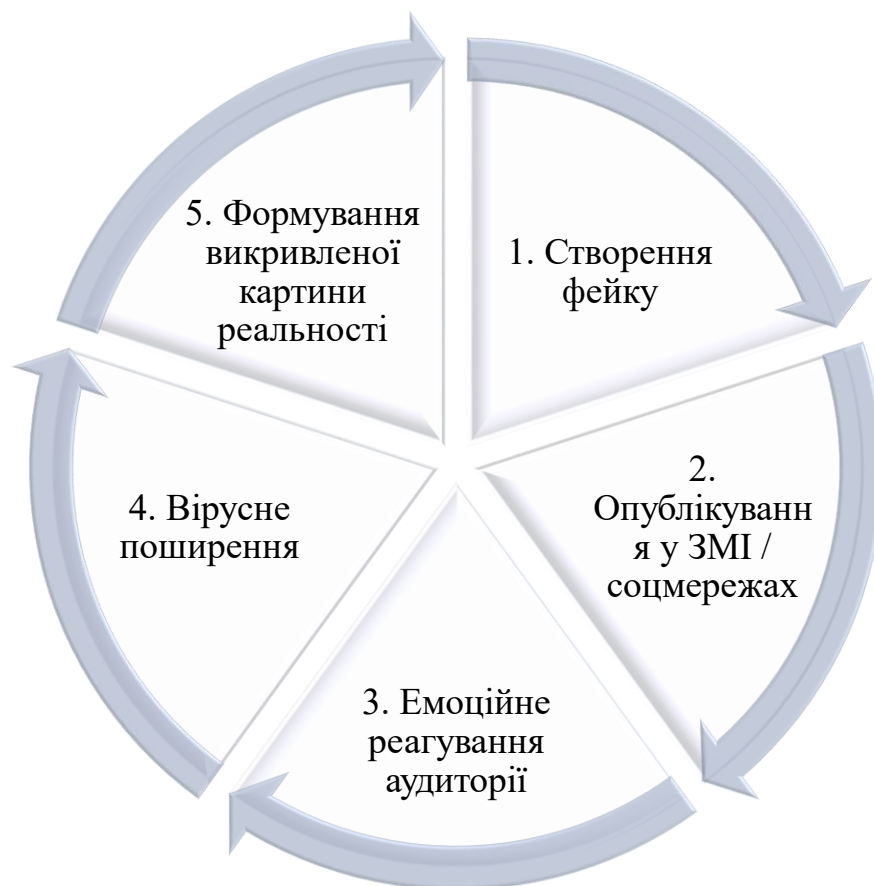 1. Створення
фейку
2.
Опублікуванн
я у ЗМІ /
соцмережах
3. Емоційне
реагування
аудиторії
4. Вірусне
поширення
5. Формування
викривленої
картини
реальності